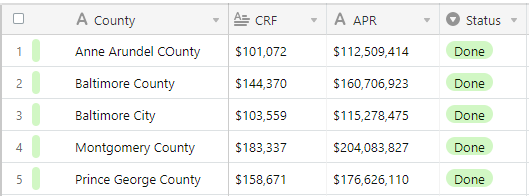 County CRF APR Status
1 Anne Arundel COunty $101,072 $112,509,414 Done
2 Baltimore County $144,370 $160,706,923 Done
3 Baltimore City $103,559 $115,278,475 Done
4 Montgomery County $183,337 $204,083,827 Done
5 Prince George County $158,671 $176,626,110 Done